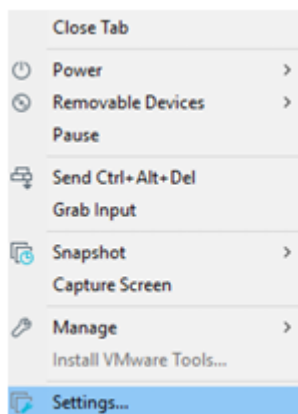 Close Tab
Power
Removable Devices
Pause
Send Ctrl+Alt+Del
Grab Input
Snapshot
Capture Screen
Manage
Install VMware Tools...
Settings...